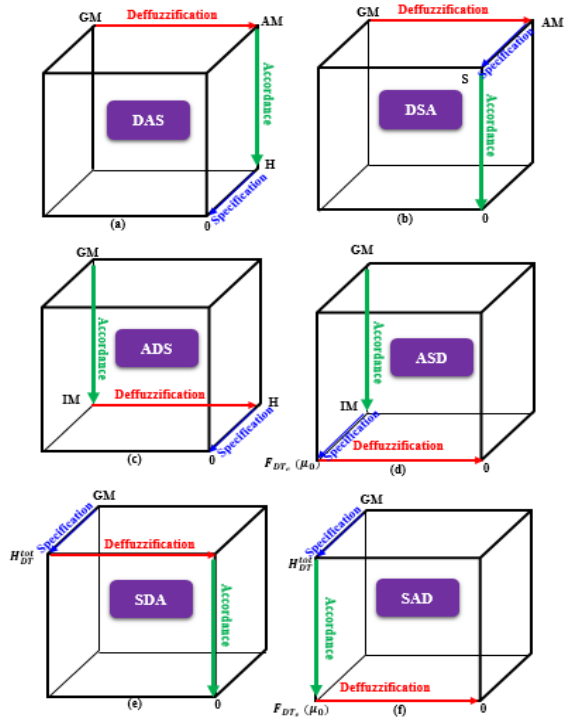 GM Deffuzzification AM
Accordance
DAS
H
Specification
0
(a)
GM Deffuzzification AM
Specification
S
Accordance
DSA
0
(b)
GM
Accordance
ADS
IM
Deffuzzification
H
Specification
0
(c)
GM
Accordance
ASD
IM
Specification
Deffuzzification
F_{DT_e} (μ_0)
0
(d)
GM
Specification
H_{DT}^{tot}
Deffuzzification
SDA
Accordance
0
(e)
GM
Specification
H_{DT}^{tot}
Accordance
SAD
Deffuzzification
F_{DT_e} (μ_0)
0
(f)